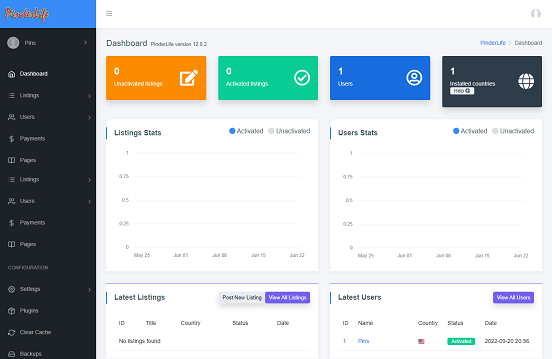 PinderLife
Pins
Dashboard
Listings
Users
Payments
Pages
Listings
Users
Payments
Pages
CONFIGURATION
Settings
Plugins
Clear Cache
Backups
Dashboard PinderLife version 12.0.2
PinderLife > Dashboard
0
Unactivated listings
0
Activated listings
1
Users
1
Installed countries
Help
Listings Stats
Activated Unactivated
1
0.75
0.5
0.25
0
May 25 Jun 01 Jun 08 Jun 15 Jun 22
Users Stats
Activated Unactivated
1
0.75
0.5
0.25
0
May 25 Jun 01 Jun 08 Jun 15 Jun 22
Latest Listings Post New Listing View All Listings
ID Title Country Status Date
No listings found
Latest Users View All Users
ID Name Country Status Date
1 Pins Activated 2022-09-20 20:56